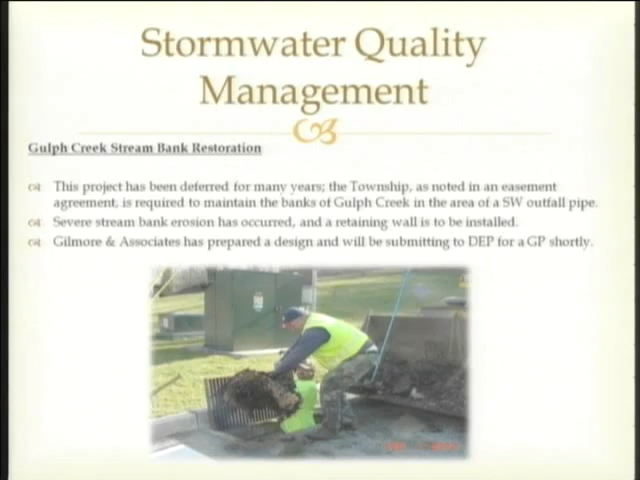 Stormwater Quality
Management
Gulph Creek Stream Bank Restoration
This project has been deferred for many years; the Township, as noted in an easement
agreement, is required to maintain the banks of Gulph Creek in the area of a SW outfall pipe.
Severe stream bank erosion has occurred, and a retaining wall is to be installed.
Gilmore & Associates has prepared a design and will be submitting to DEP for a GP shortly.